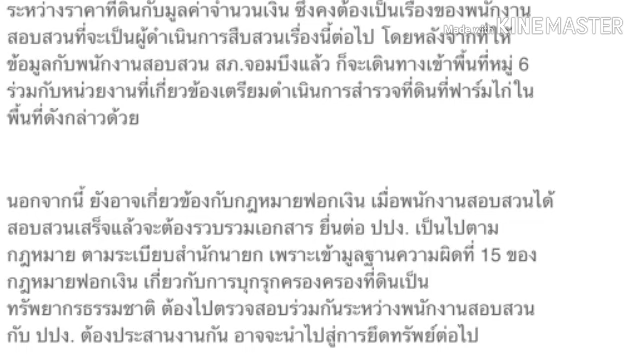 ระหว่างราคาที่ดินกับมูลค่าจำนวนเงิน ซึ่งคงต้องเป็นเรื่องของพนักงาน
สอบสวนที่จะเป็นผู้ดำเนินการสืบสวนเรื่องนี้ต่อไป โดยหลังจากที่ให้
Made with KINEMASTER
ข้อมูลกับพนักงานสอบสวน สภ.จอมบึงแล้ว ก็จะเดินทางเข้าพื้นที่หมู่ 6
ร่วมกับหน่วยงานที่เกี่ยวข้องเตรียมดำเนินการสำรวจที่ดินที่ฟาร์มไก่ใน
พื้นที่ดังกล่าวด้วย
นอกจากนี้ ยังอาจเกี่ยวข้องกับกฎหมายฟอกเงิน เมื่อพนักงานสอบสวนได้
สอบสวนเสร็จแล้วจะต้องรวบรวมเอกสาร ยื่นต่อ ปปง. เป็นไปตาม
กฎหมาย ตามระเบียบสำนักนายก เพราะเข้ามูลฐานความผิดที่ 15 ของ
กฎหมายฟอกเงิน เกี่ยวกับการบุกรุกครองครองที่ดินเป็น
ทรัพยากรธรรมชาติ ต้องไปตรวจสอบร่วมกันระหว่างพนักงานสอบสวน
กับ ปปง. ต้องประสานงานกัน อาจจะนำไปสู่การยึดทรัพย์ต่อไป